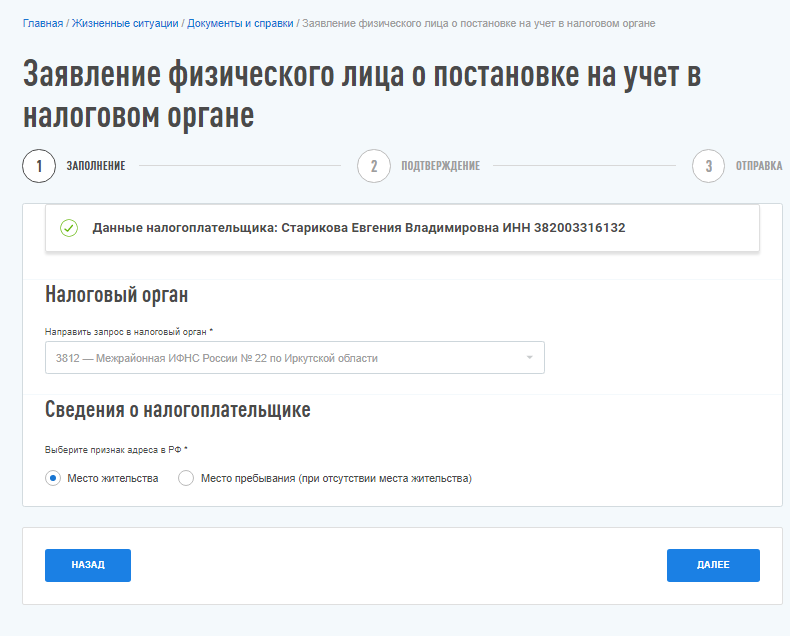 Главная / Жизненные ситуации / Документы и справки / Заявление физического лица о постановке на учет в налоговом органе
Заявление физического лица о постановке на учет в
налоговом органе
1 ЗАПОЛНЕНИЕ 2 ПОДТВЕРЖДЕНИЕ 3 ОТПРАВКА
Данные налогоплательщика: Старикова Евгения Владимировна ИНН 382003316132
Налоговый орган
Направить запрос в налоговый орган *
3812 — Межрайонная ИФНС России № 22 по Иркутской области
Сведения о налогоплательщике
Выберите признак адреса в РФ *
Место жительства Место пребывания (при отсутствии места жительства)
НАЗАД ДАЛЕЕ